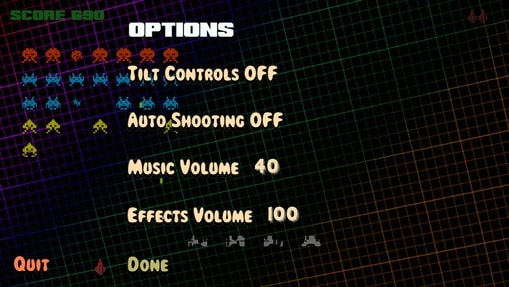 SCORE 690
OPTIONS
TILT CONTROLS OFF
AUTO SHOOTING OFF
MUSIC VOLUME 40
EFFECTS VOLUME 100
QUIT
DONE